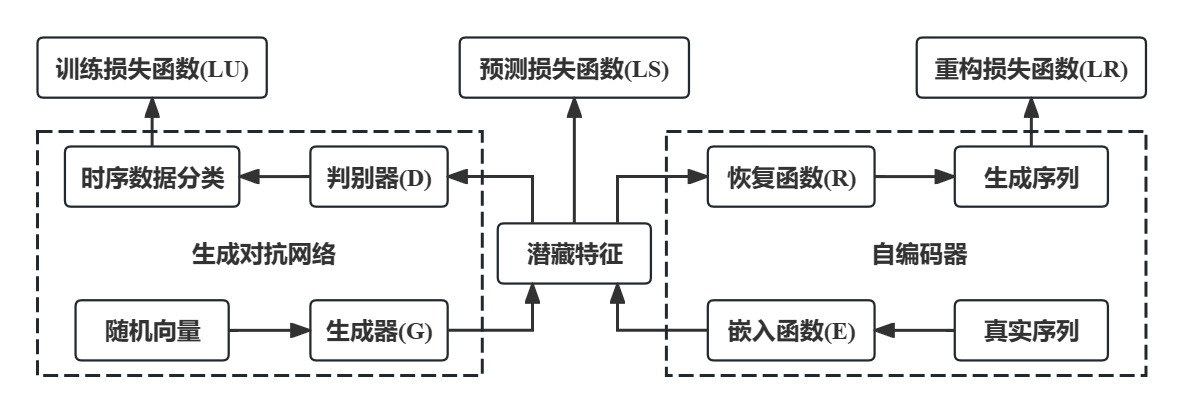 训练损失函数(LU)
预测损失函数(LS)
重构损失函数(LR)
时序数据分类
判别器(D)
恢复函数(R)
生成序列
生成对抗网络
潜藏特征
自编码器
随机向量
生成器(G)
嵌入函数(E)
真实序列